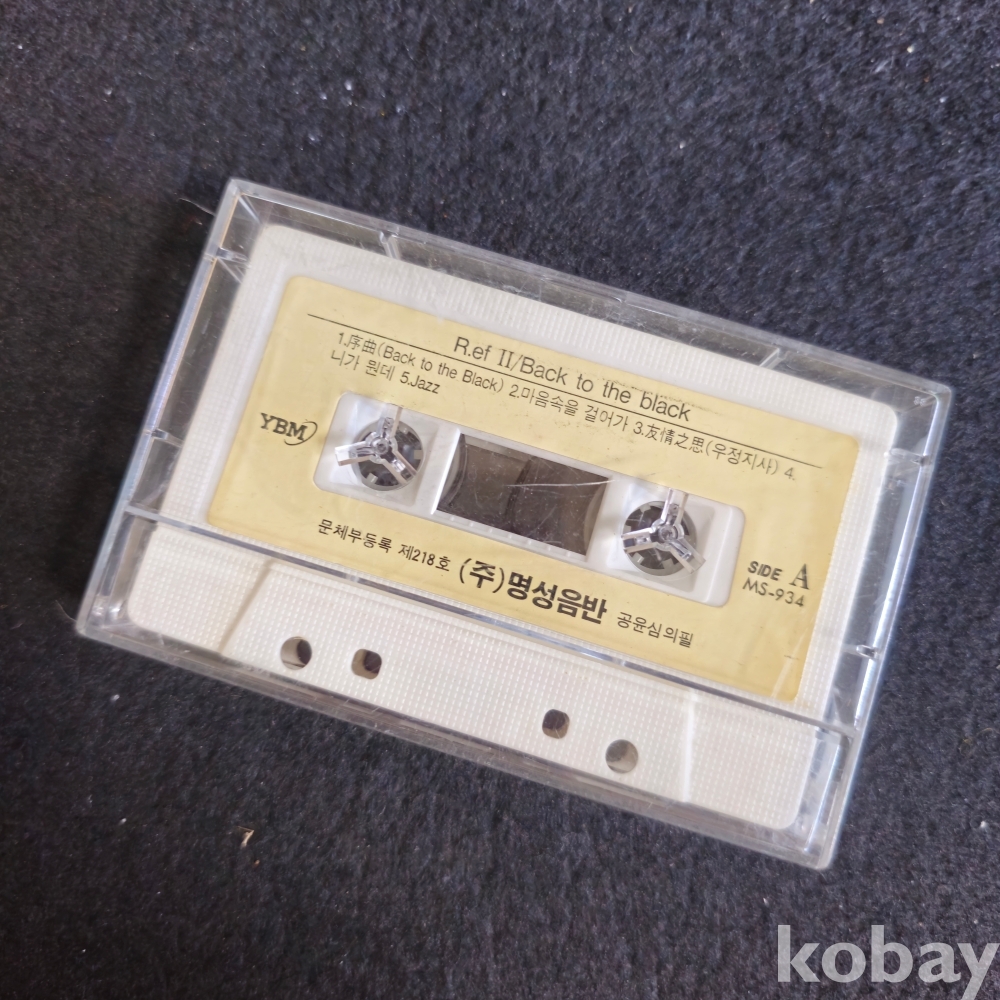 R.ef II/Back to the black
1.序曲(Back to the Black) 2.마음속을 걸어가 3.友情之思(우정지사) 4.
니가 뭔데 5.Jazz
YBM
SIDE A
MS-934
문체부등록 제218호 (주)명성음반 공윤심의필
kobay